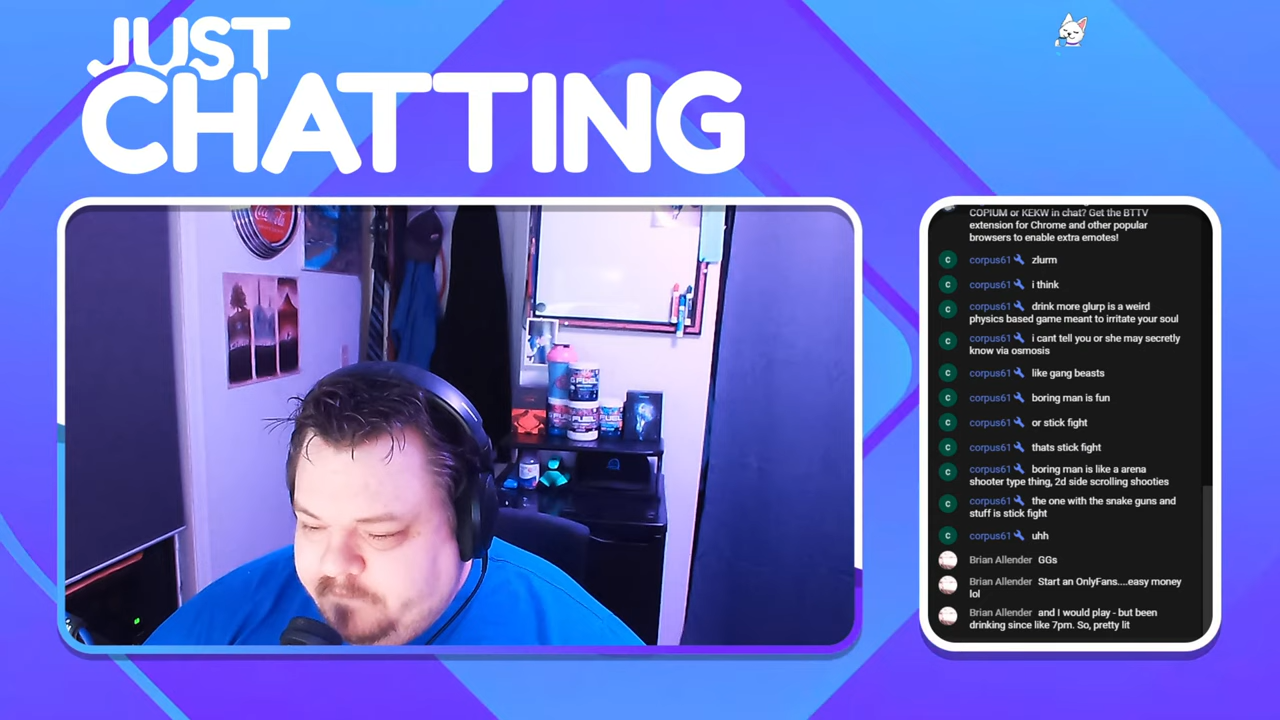 JUST
CHATTING
Coca-Cola
G FUEL
FUEL
COPIUM or KEKW in chat? Get the BTTV
extension for Chrome and other popular
browsers to enable extra emotes!
C corpus61 zlurm
C corpus61 i think
C corpus61 drink more glurp is a weird
physics based game meant to irritate your soul
C corpus61 i cant tell you or she may secretly
know via osmosis
C corpus61 like gang beasts
C corpus61 boring man is fun
C corpus61 or stick fight
C corpus61 thats stick fight
C corpus61 boring man is like a arena
shooter type thing, 2d side scrolling shooties
C corpus61 the one with the snake guns and
stuff is stick fight
C corpus61 uhh
Brian Allender GGs
Brian Allender Start an OnlyFans....easy money
lol
Brian Allender and I would play - but been
drinking since like 7pm. So, pretty lit